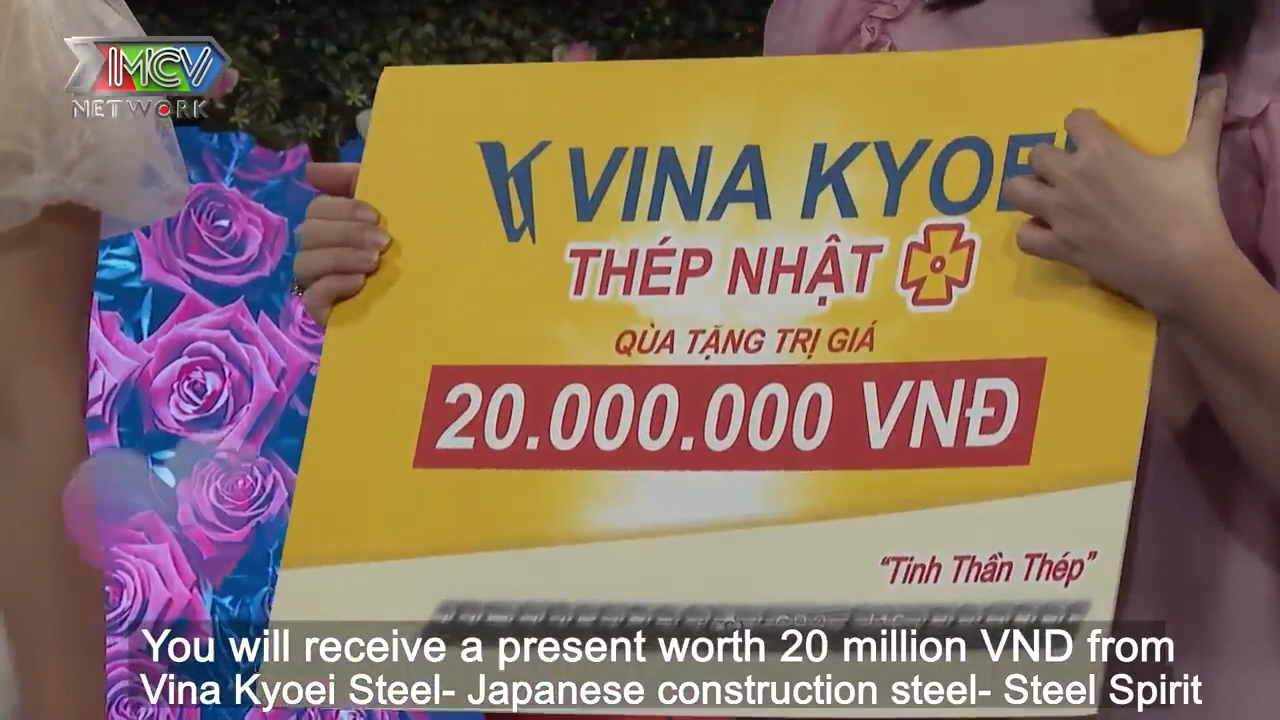 MCV
NETWORK
VINA KYOE
THÉP NHẬT
QÙA TẶNG TRỊ GIÁ
20.000.000 VNĐ
“Tinh Thần Thép”
You will receive a present worth 20 million VND from
Vina Kyoei Steel- Japanese construction steel- Steel Spirit